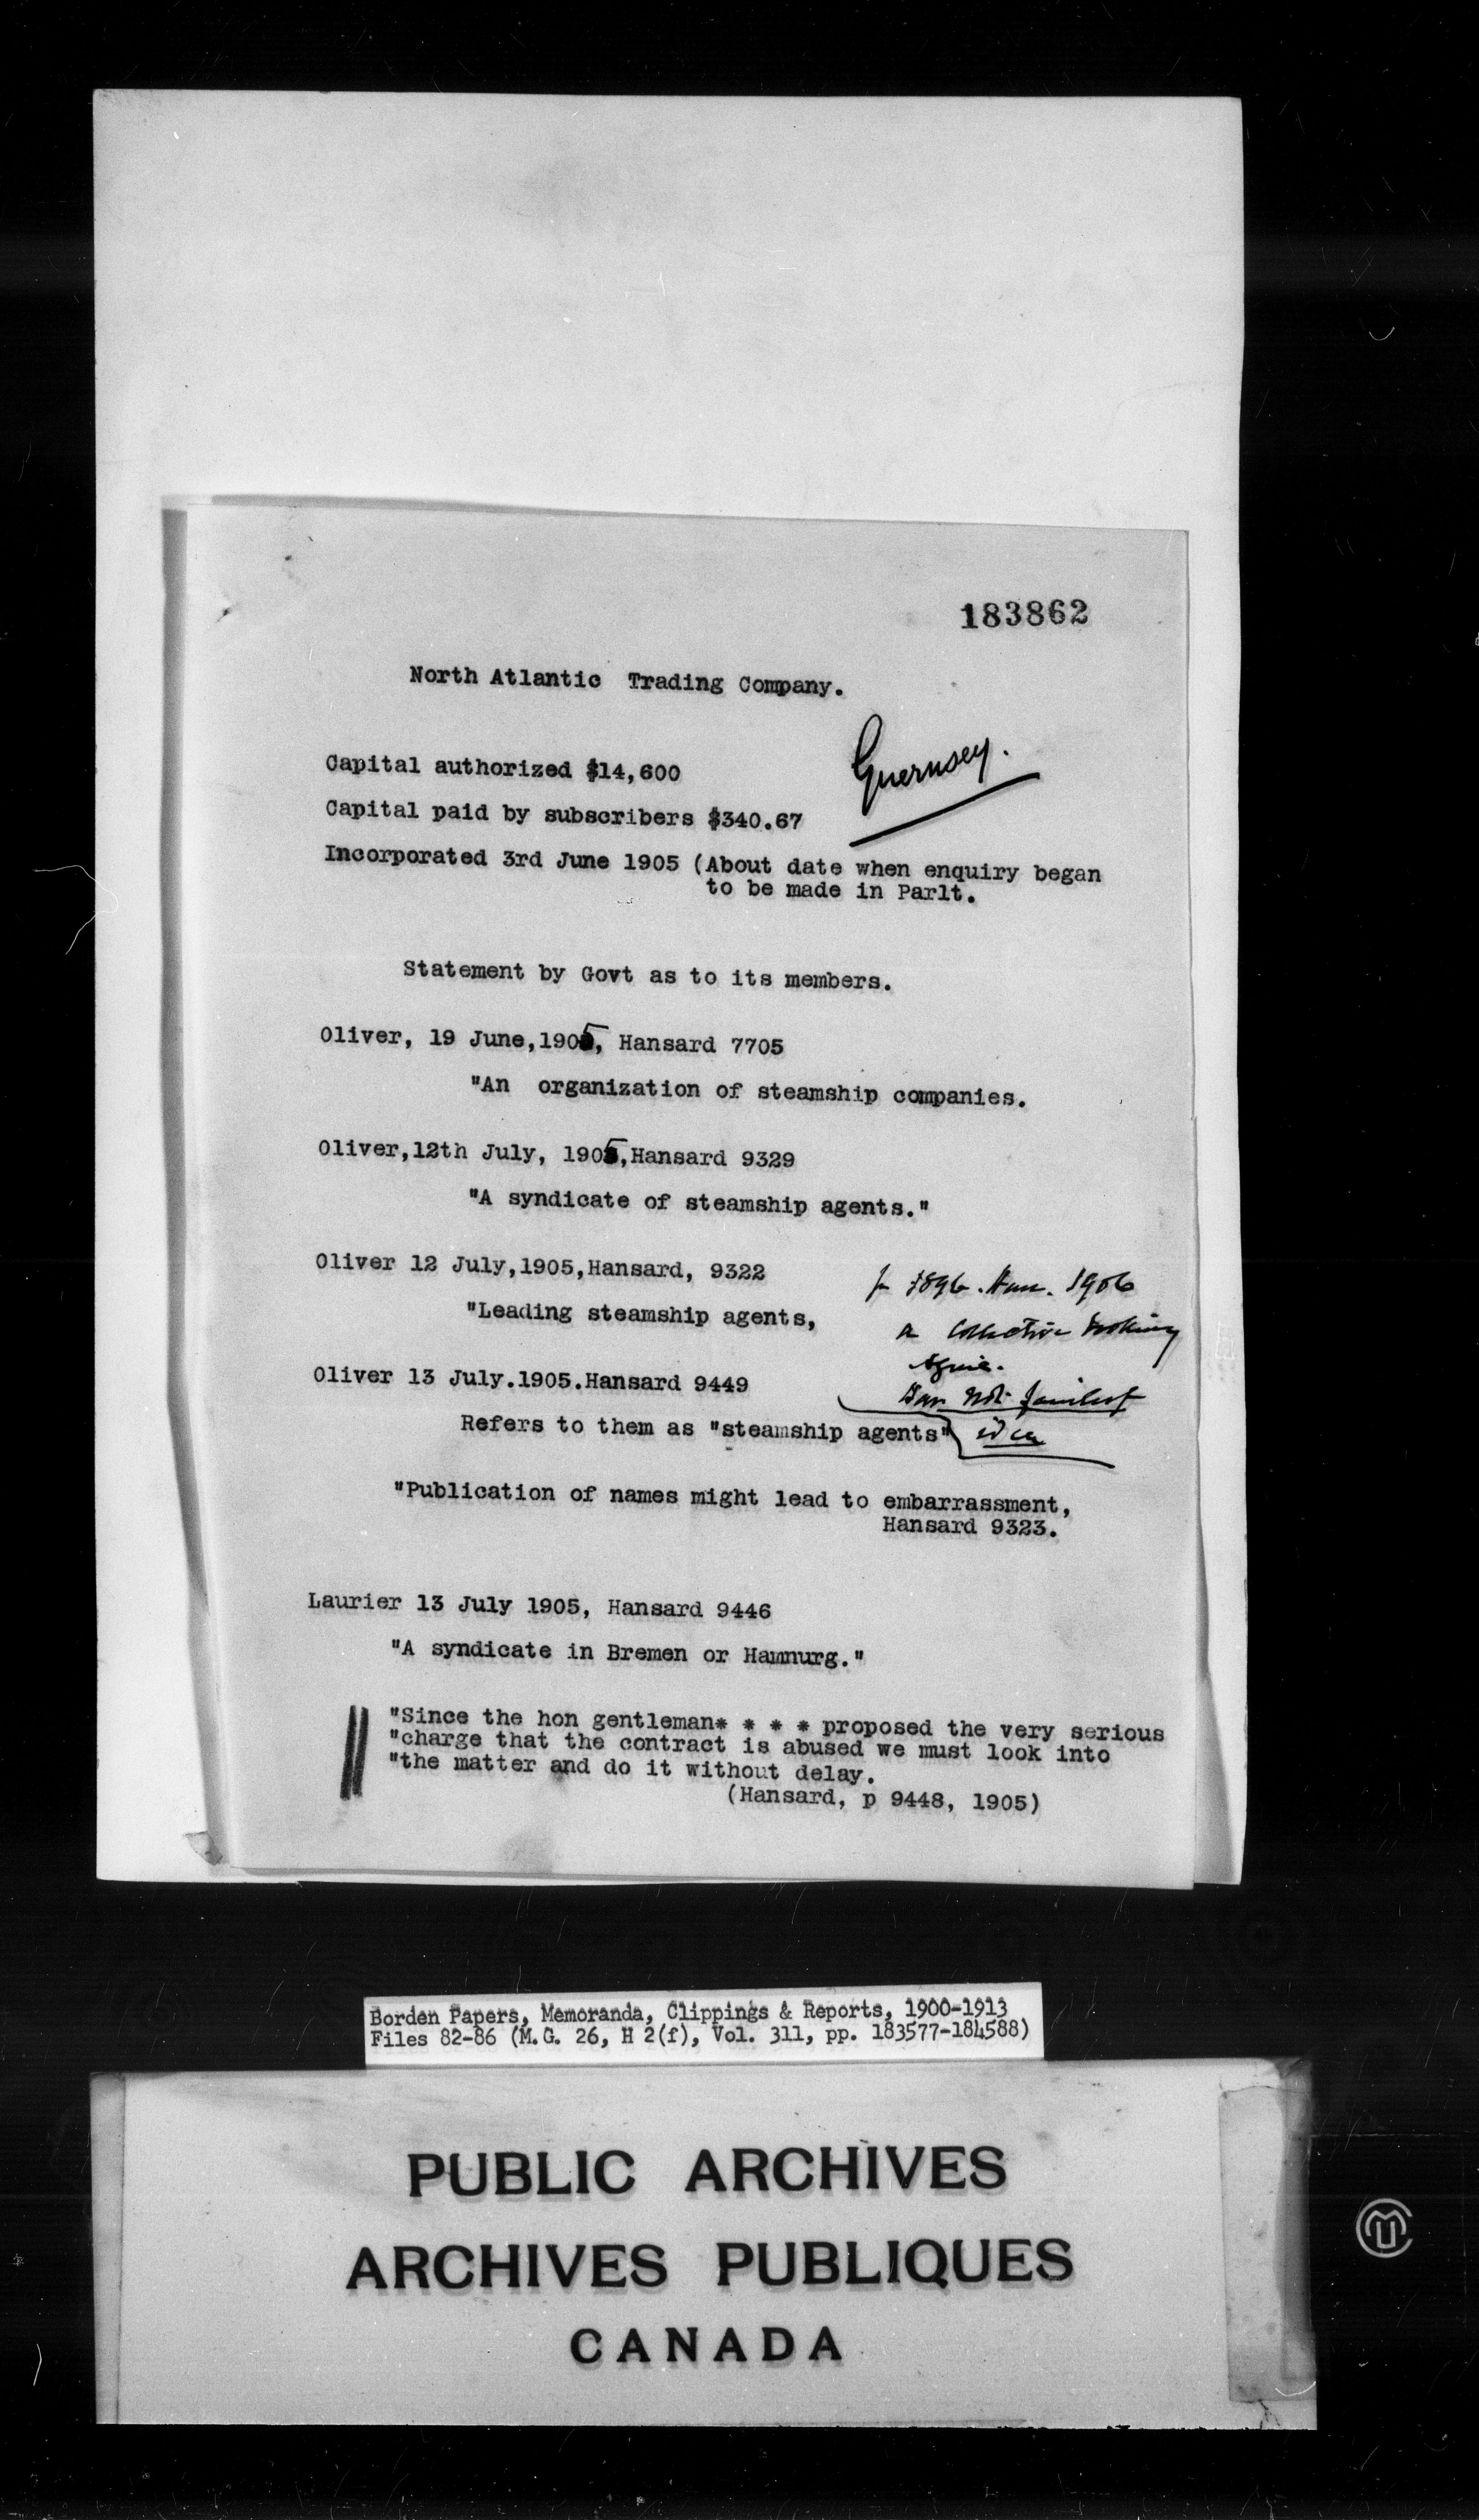 183862
North Atlantic Trading Company.
Guernsey.
Capital authorized $14,600
Capital paid by subscribers $340.67
Incorporated 3rd June 1905 (About date when enquiry began
to be made in Parlt.
Statement by Govt as to its members.
Oliver, 19 June,1905, Hansard 7705
"An organization of steamship companies.
Oliver,12th July, 1905,Hansard 9329
"A syndicate of steamship agents."
Oliver 12 July,1905,Hansard, 9322
1896. Han. 1906
"Leading steamship agents,
a collective booking
Oliver 13 July.1905.Hansard 9449
not
Refers to them as "steamship agents"
"Publication of names might lead to embarrassment,
Hansard 9323.
Laurier 13 July 1905, Hansard 9446
"A syndicate in Bremen or Hamnurg."
"Since the hon gentleman* * * * proposed the very serious
"charge that the contract is abused we must look into
"the matter and do it without delay.
(Hansard, p 9448, 1905)
Borden Papers, Memoranda, Clippings & Reports, 1900-1913
Files 82-86 (M.G. 26, H 2(f), Vol. 311, pp. 183577-184588)
PUBLIC ARCHIVES
ARCHIVES PUBLIQUES
CANADA